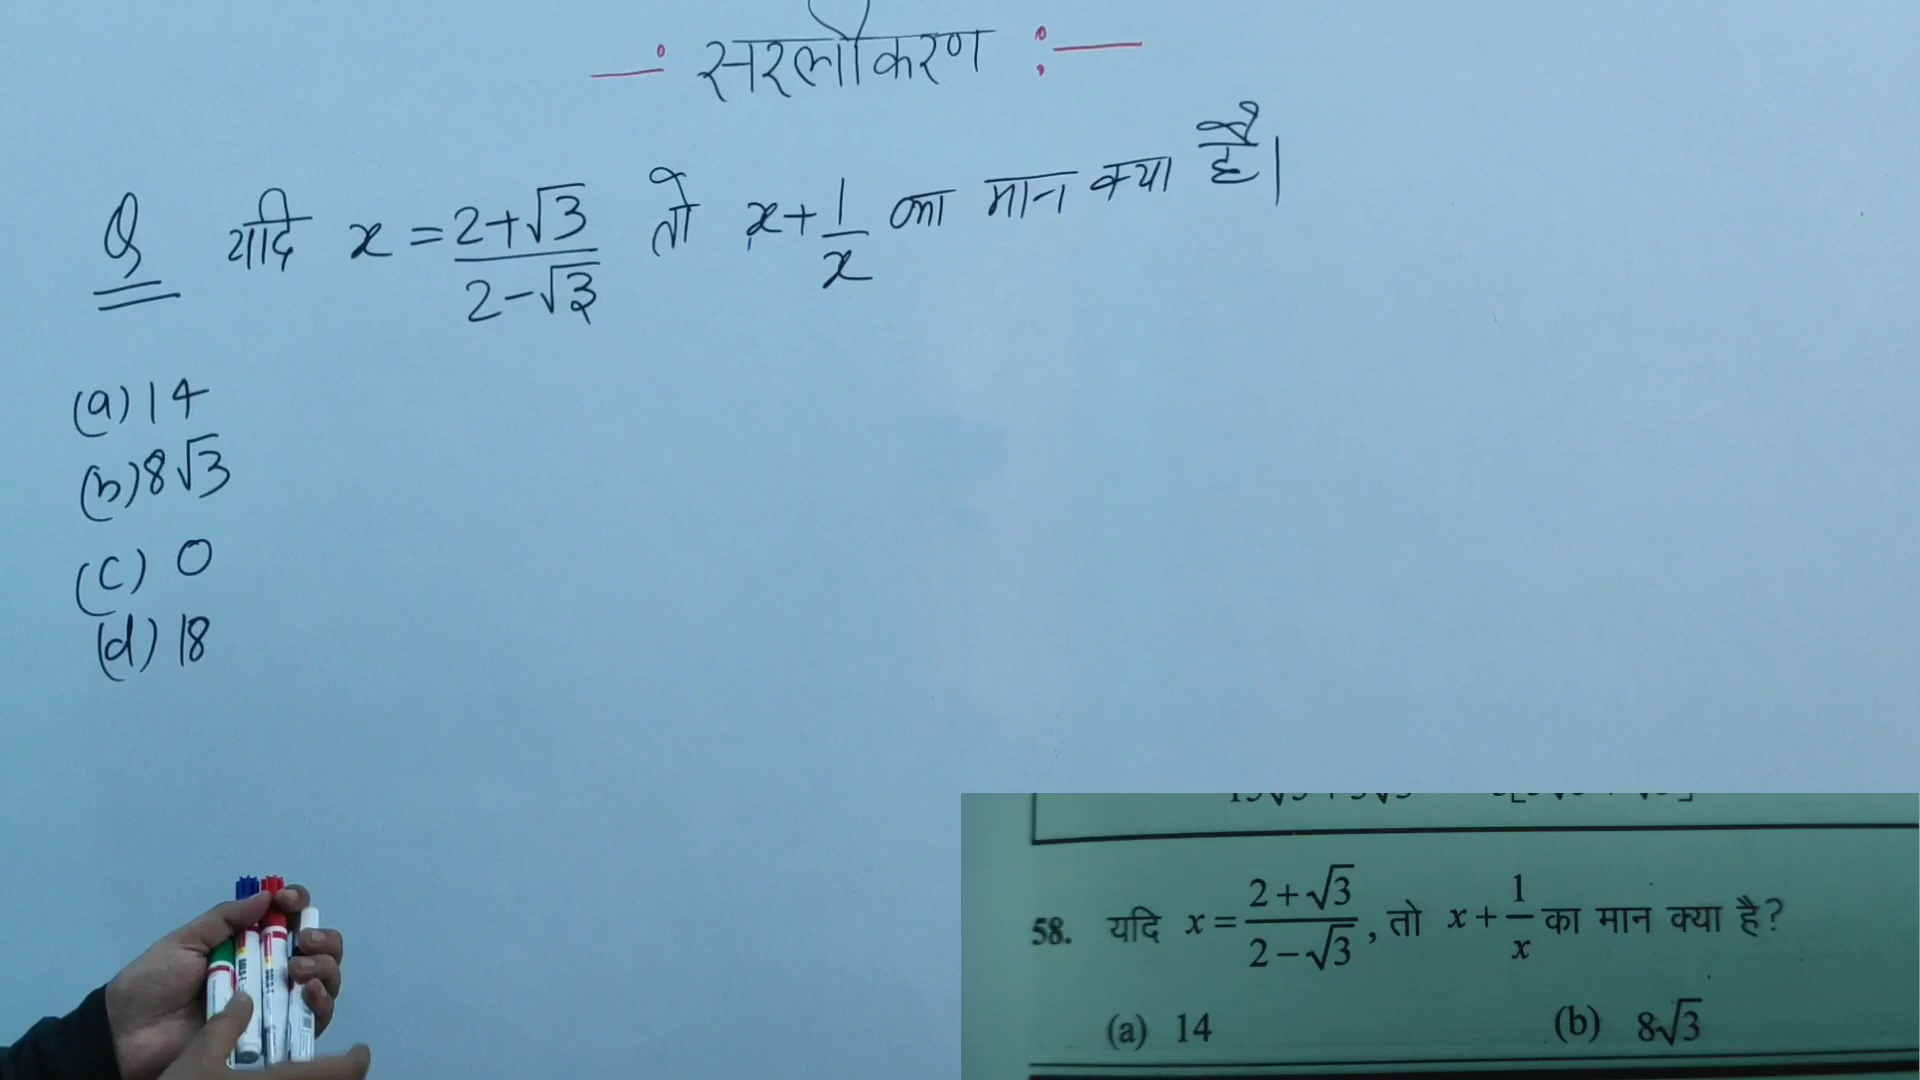 —: सरलीकरण :—
Q यदि x = 2+√3 / 2-√3 तो x + 1/x का मान क्या है।
(a) 14
(b) 8√3
(c) 0
(d) 18
58. यदि x = 2+√3 / 2-√3, तो x + 1/x का मान क्या है?
(a) 14 (b) 8√3